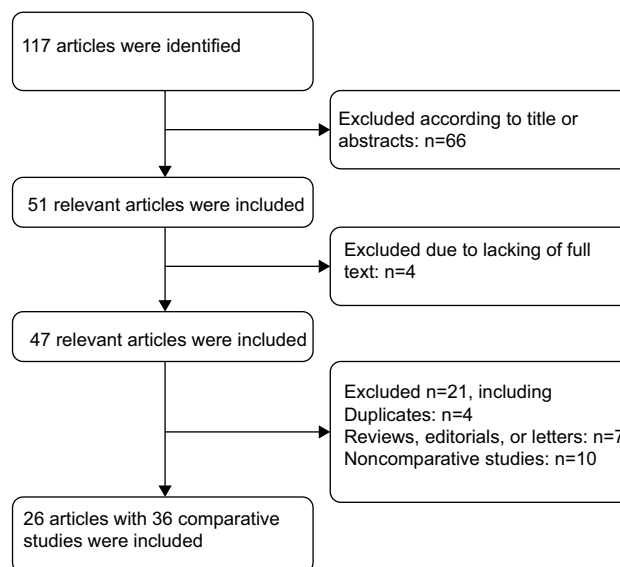 117 articles were identified
Excluded according to title or
abstracts: n=66
51 relevant articles were included
Excluded due to lacking of full
text: n=4
47 relevant articles were included
Excluded n=21, including
Duplicates: n=4
Reviews, editorials, or letters: n=7
Noncomparative studies: n=10
26 articles with 36 comparative
studies were included